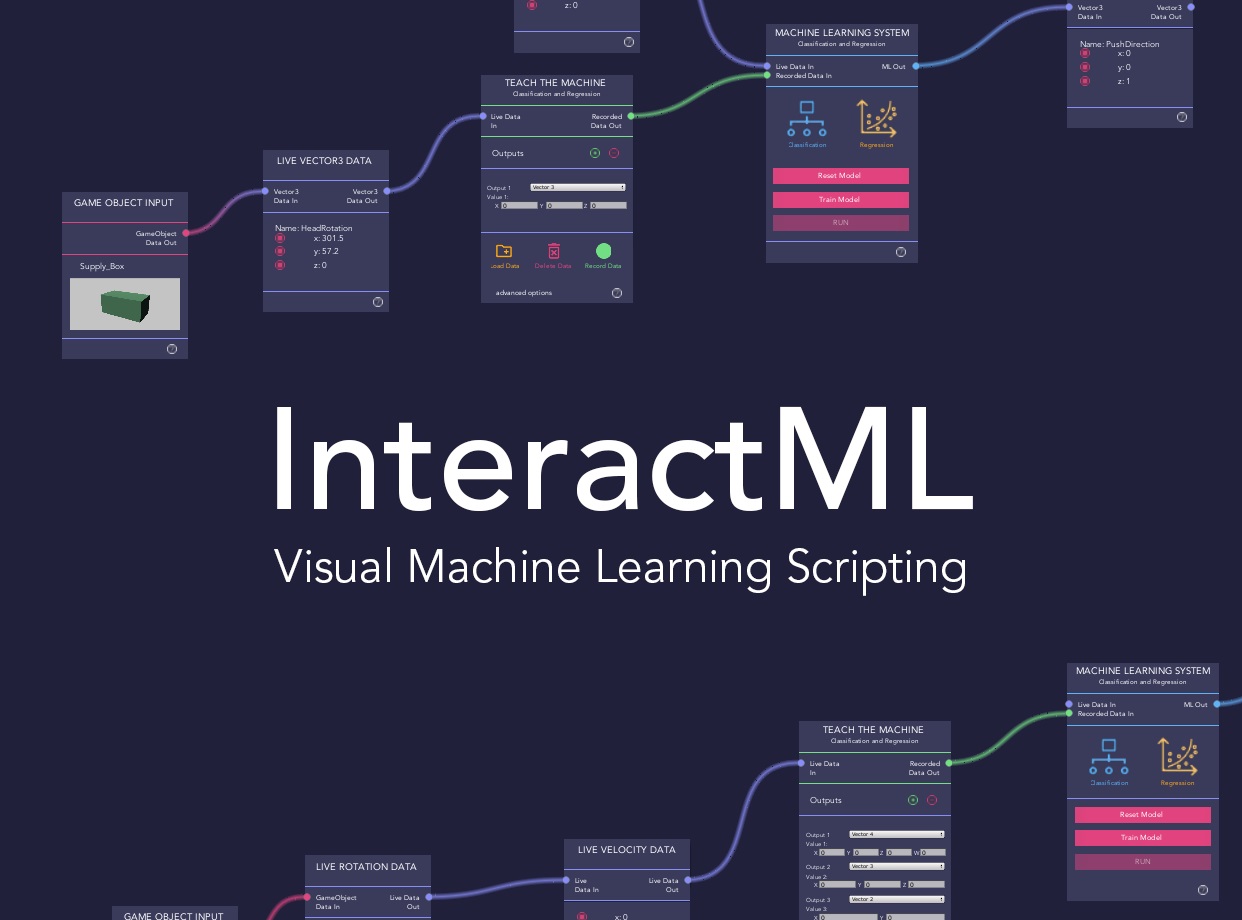 z: 0
Vector3
Data In
Vector3
Data Out
Name: PushDirection
x: 0
y: 0
z: 1
MACHINE LEARNING SYSTEM
Classification and Regression
Live Data In
Recorded Data In
ML Out
Classification
Regression
Reset Model
Train Model
RUN
TEACH THE MACHINE
Classification and Regression
Live Data
In
Recorded
Data Out
Outputs
Output 1
Vector 3
Value 1:
X 0 Y 0 Z 0
Load Data
Delete Data
Record Data
advanced options
LIVE VECTOR3 DATA
Vector3
Data In
Vector3
Data Out
Name: HeadRotation
x: 301.5
y: 57.2
z: 0
GAME OBJECT INPUT
GameObject
Data Out
Supply_Box
InteractML
Visual Machine Learning Scripting
MACHINE LEARNING SYSTEM
Classification and Regression
Live Data In
Recorded Data In
ML Out
Classification
Regression
Reset Model
Train Model
RUN
TEACH THE MACHINE
Classification and Regression
Live Data
In
Recorded
Data Out
Outputs
Output 1
Vector 4
Value 1:
X 0 Y 0 Z 0 W 0
Output 2
Vector 3
Value 2:
X 0 Y 0 Z 0
Output 3
Vector 2
Value 3:
X 0 Y 0
LIVE VELOCITY DATA
Live
Data In
Live Data
Out
x: 0
LIVE ROTATION DATA
GameObject
Data In
Live Data
Out
GAME OBJECT INPUT